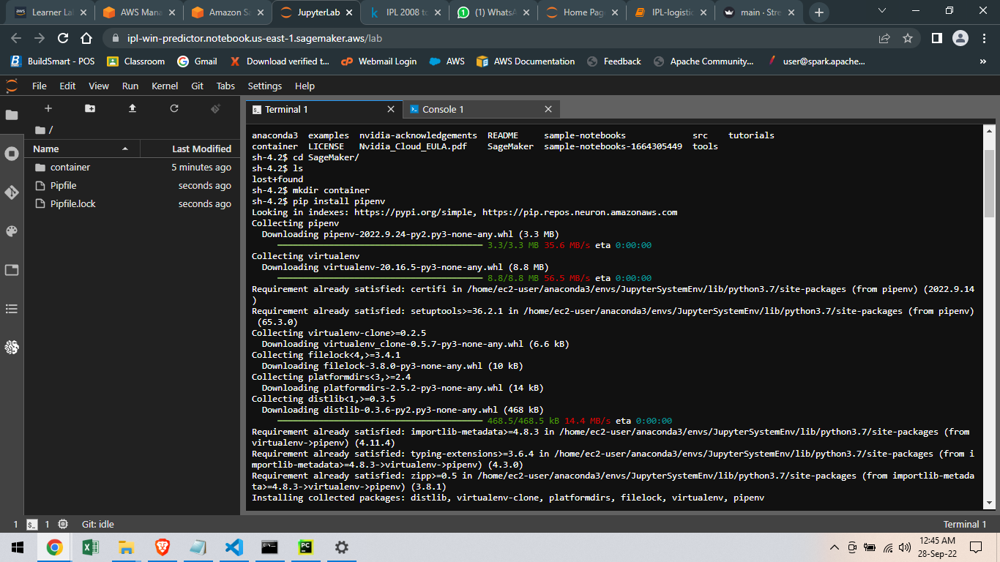 Learner La
AWS Mana
Amazon Sa
JupyterLab
IPL 2008 to
(1) WhatsA
Home Page
IPL-logistic
main · Stre
ipl-win-predictor.notebook.us-east-1.sagemaker.aws/lab
BuildSmart - POS
Classroom
Gmail
Download verified t...
Webmail Login
AWS
AWS Documentation
Feedback
Apache Community...
user@spark.apache...
»
File Edit View Run Kernel Git Tabs Settings Help
Terminal 1
Console 1
/
Name
Last Modified
container 5 minutes ago
Pipfile seconds ago
Pipfile.lock seconds ago
anaconda3 examples nvidia-acknowledgements README sample-notebooks src tutorials
container LICENSE Nvidia_Cloud_EULA.pdf SageMaker sample-notebooks-1664305449 tools
sh-4.2$ cd SageMaker/
sh-4.2$ ls
lost+found
sh-4.2$ mkdir container
sh-4.2$ pip install pipenv
Looking in indexes: https://pypi.org/simple, https://pip.repos.neuron.amazonaws.com
Collecting pipenv
Downloading pipenv-2022.9.24-py2.py3-none-any.whl (3.3 MB)
3.3/3.3 MB 35.6 MB/s eta 0:00:00
Collecting virtualenv
Downloading virtualenv-20.16.5-py3-none-any.whl (8.8 MB)
8.8/8.8 MB 56.5 MB/s eta 0:00:00
Requirement already satisfied: certifi in /home/ec2-user/anaconda3/envs/JupyterSystemEnv/lib/python3.7/site-packages (from pipenv) (2022.9.14
)
Requirement already satisfied: setuptools>=36.2.1 in /home/ec2-user/anaconda3/envs/JupyterSystemEnv/lib/python3.7/site-packages (from pipenv)
(65.3.0)
Collecting virtualenv-clone>=0.2.5
Downloading virtualenv_clone-0.5.7-py3-none-any.whl (6.6 kB)
Collecting filelock<4,>=3.4.1
Downloading filelock-3.8.0-py3-none-any.whl (10 kB)
Collecting platformdirs<3,>=2.4
Downloading platformdirs-2.5.2-py3-none-any.whl (14 kB)
Collecting distlib<1,>=0.3.5
Downloading distlib-0.3.6-py2.py3-none-any.whl (468 kB)
468.5/468.5 kB 14.4 MB/s eta 0:00:00
Requirement already satisfied: importlib-metadata>=4.8.3 in /home/ec2-user/anaconda3/envs/JupyterSystemEnv/lib/python3.7/site-packages (from
virtualenv->pipenv) (4.11.4)
Requirement already satisfied: typing-extensions>=3.6.4 in /home/ec2-user/anaconda3/envs/JupyterSystemEnv/lib/python3.7/site-packages (from i
mportlib-metadata>=4.8.3->virtualenv->pipenv) (4.3.0)
Requirement already satisfied: zipp>=0.5 in /home/ec2-user/anaconda3/envs/JupyterSystemEnv/lib/python3.7/site-packages (from importlib-metada
ta>=4.8.3->virtualenv->pipenv) (3.8.1)
Installing collected packages: distlib, virtualenv-clone, platformdirs, filelock, virtualenv, pipenv
1 1 Git: idle
Terminal 1
12:45 AM
28-Sep-22